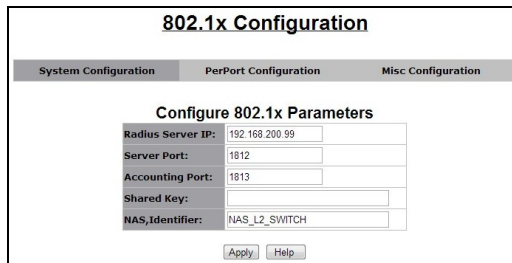 802.1x Configuration
System Configuration PerPort Configuration Misc Configuration
Configure 802.1x Parameters
Radius Server IP: 192.168.200.99
Server Port: 1812
Accounting Port: 1813
Shared Key:
NAS,Identifier: NAS_L2_SWITCH
Apply Help